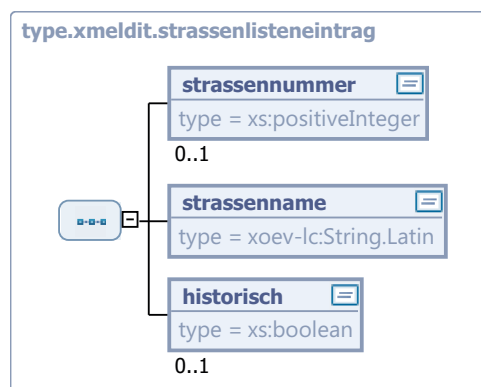 type.xmeldit.strassenlisteneintrag
strassennummer
type = xs:positiveInteger
0..1
strassenname
type = xoev-lc:String.Latin
historisch
type = xs:boolean
0..1